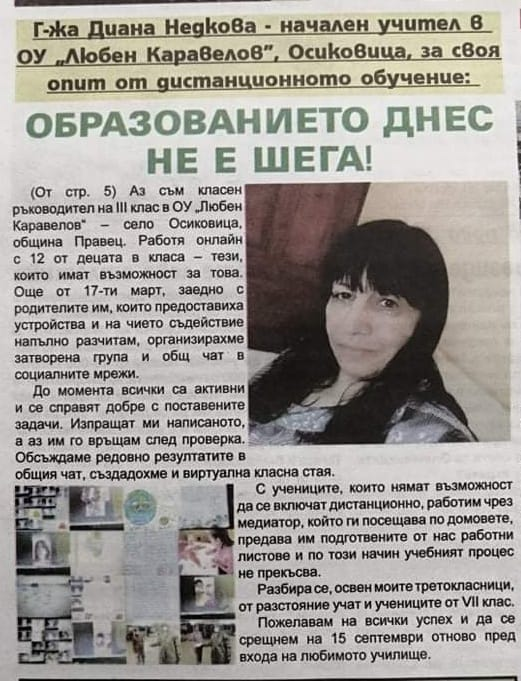 Г-жа Диана Недкова - начален учител в
ОУ „Любен Каравелов”, Осиковица, за своя
опит от дистанционното обучение:
ОБРАЗОВАНИЕТО ДНЕС
НЕ Е ШЕГА!
(От стр. 5) Аз съм класен
ръководител на III клас в ОУ „Любен
Каравелов“ – село Осиковица,
община Правец. Работя онлайн
с 12 от децата в класа – тези,
които имат възможност за това.
Още от 17-ти март, заедно с
родителите им, които предоставиха
устройства и на чието съдействие
напълно разчитам, организирахме
затворена група и общ чат в
социалните мрежи.
До момента всички са активни
и се справят добре с поставените
задачи. Изпращат ми написаното,
а аз им го връщам след проверка.
Обсъждаме редовно резултатите в
общия чат, създадохме и виртуална класна стая.
С учениците, които нямат възможност
да се включат дистанционно, работим чрез
медиатор, който ги посещава по домовете,
предава им подготвените от нас работни
листове и по този начин учебният процес
не прекъсва.
Разбира се, освен моите третокласници,
от разстояние учат и учениците от VII клас.
Пожелавам на всички успех и да се
срещнем на 15 септември отново пред
входа на любимото училище.